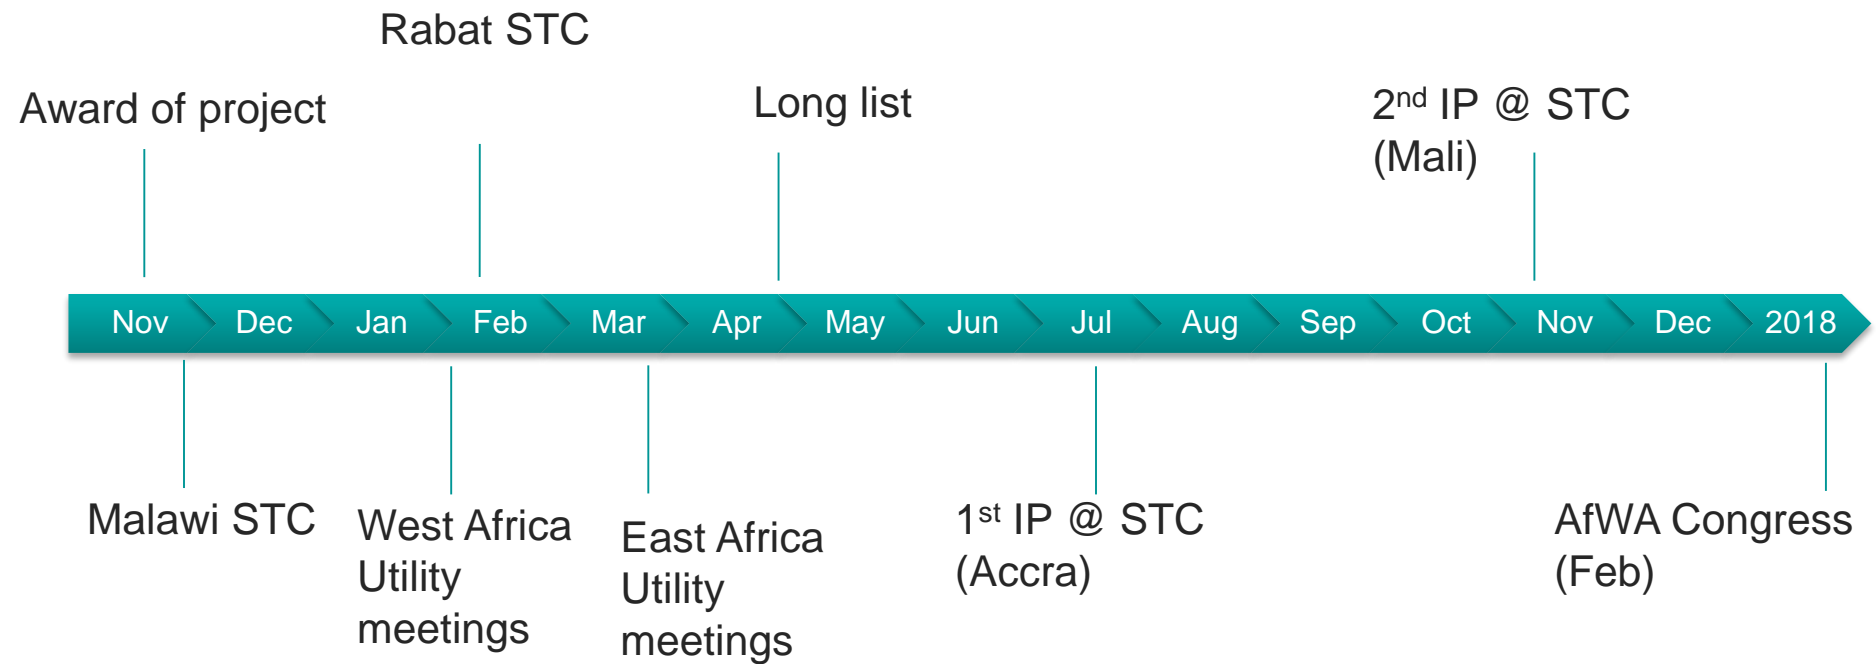 Rabat STC
Award of project
Long list
2nd IP @ STC
(Mali)
Nov Dec Jan Feb Mar Apr May Jun Jul Aug Sep Oct Nov Dec 2018
Malawi STC
West Africa
Utility
meetings
East Africa
Utility
meetings
1st IP @ STC
(Accra)
AfWA Congress
(Feb)